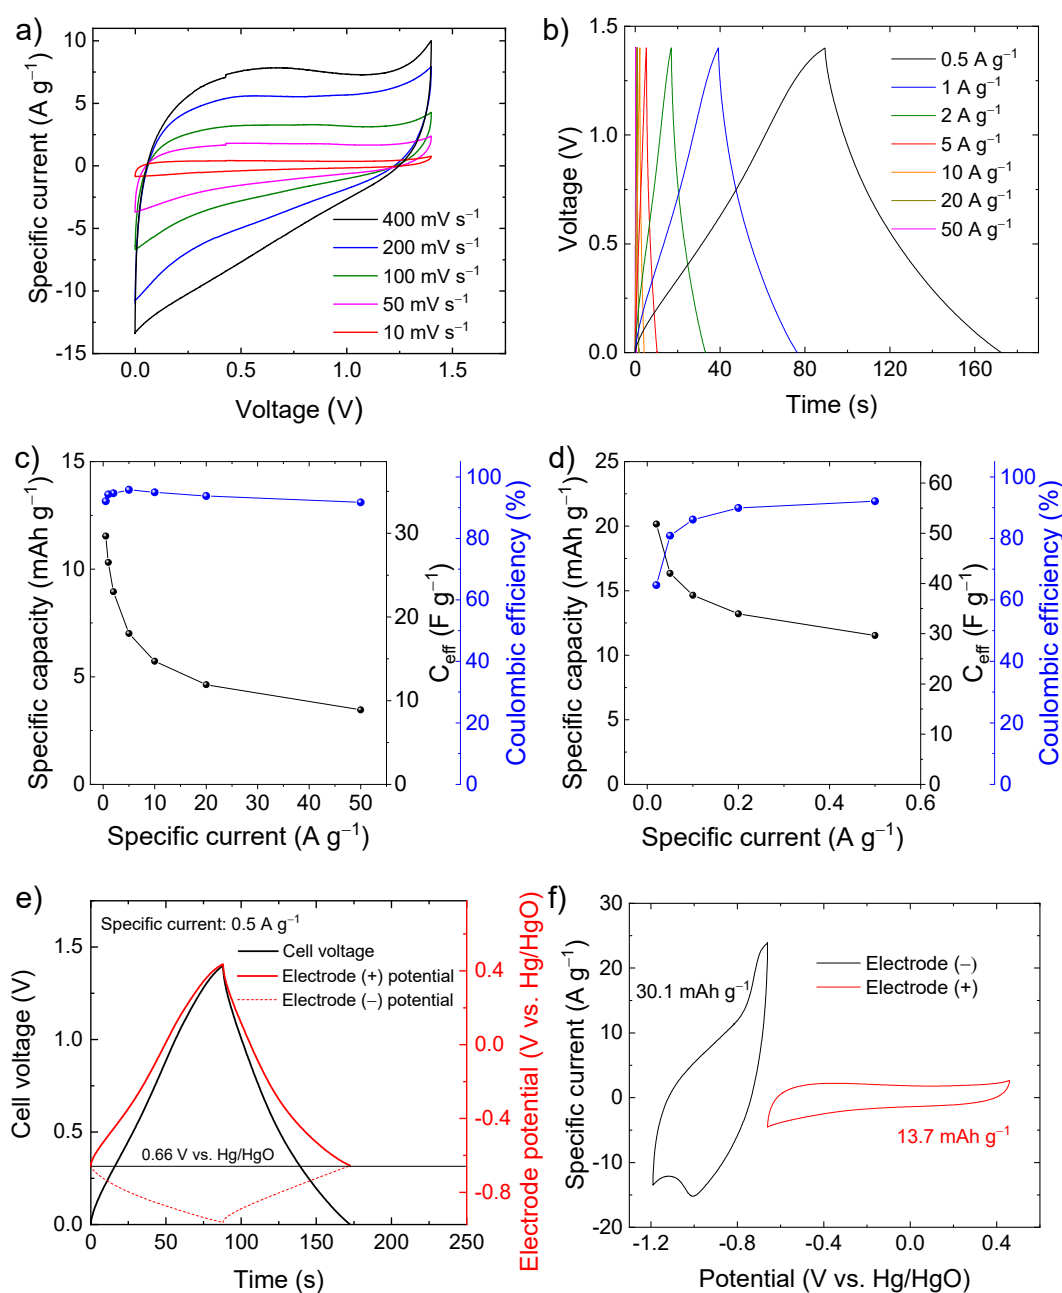 a)
Specific current (A g⁻¹)
10
5
0
-5
-10
-15
400 mV s⁻¹
200 mV s⁻¹
100 mV s⁻¹
50 mV s⁻¹
10 mV s⁻¹
0.0 0.5 1.0 1.5
Voltage (V)
b)
Voltage (V)
1.5
1.0
0.5
0.0
0.5 A g⁻¹
1 A g⁻¹
2 A g⁻¹
5 A g⁻¹
10 A g⁻¹
20 A g⁻¹
50 A g⁻¹
0 40 80 120 160
Time (s)
c)
Specific capacity (mAh g⁻¹)
15
10
5
0
0 10 20 30 40 50
Specific current (A g⁻¹)
30
20
10
0
C_eff (F g⁻¹)
100
80
60
40
20
0
Coulombic efficiency (%)
d)
Specific capacity (mAh g⁻¹)
25
20
15
10
5
0
0.0 0.2 0.4 0.6
Specific current (A g⁻¹)
60
50
40
30
20
10
0
C_eff (F g⁻¹)
100
80
60
40
20
0
Coulombic efficiency (%)
e)
Specific current: 0.5 A g⁻¹
Cell voltage
Electrode (+) potential
Electrode (–) potential
Cell voltage (V)
1.5
1.0
0.5
0.0
0.66 V vs. Hg/HgO
0 50 100 150 200 250
Time (s)
0.4
0.0
-0.4
-0.8
Electrode potential (V vs. Hg/HgO)
f)
Specific current (A g⁻¹)
30
20
10
0
-10
-20
Electrode (–)
Electrode (+)
30.1 mAh g⁻¹
13.7 mAh g⁻¹
-1.2 -0.8 -0.4 0.0 0.4
Potential (V vs. Hg/HgO)